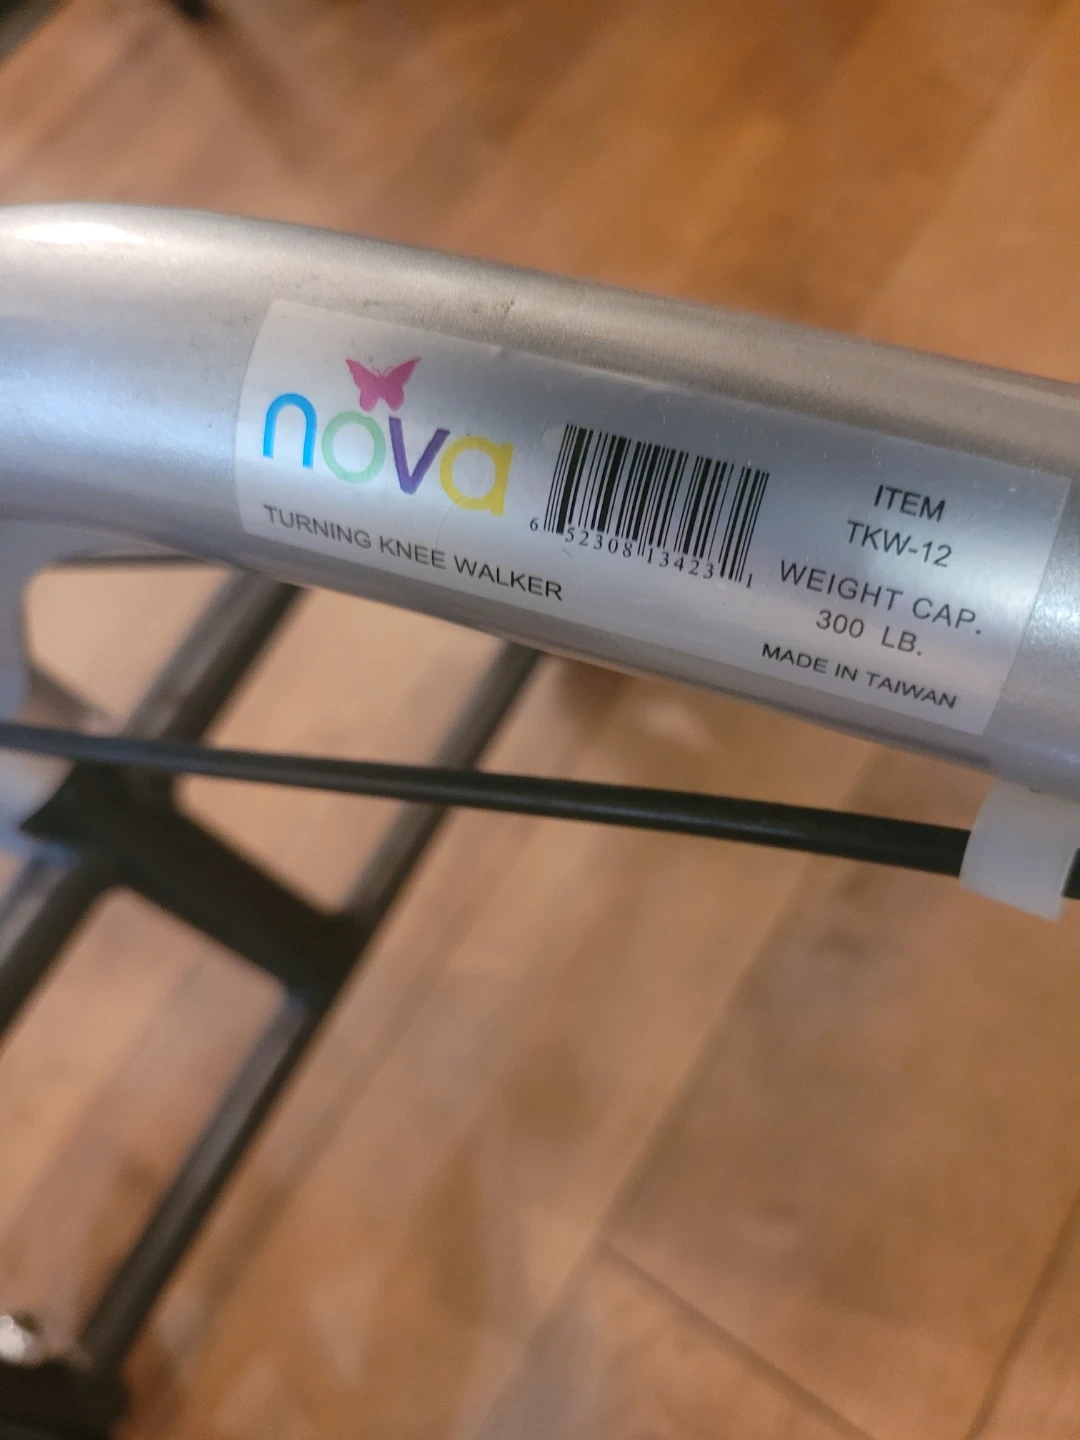 nova
TURNING KNEE WALKER
6 52308 13423 1
ITEM
TKW-12
WEIGHT CAP.
300 LB.
MADE IN TAIWAN